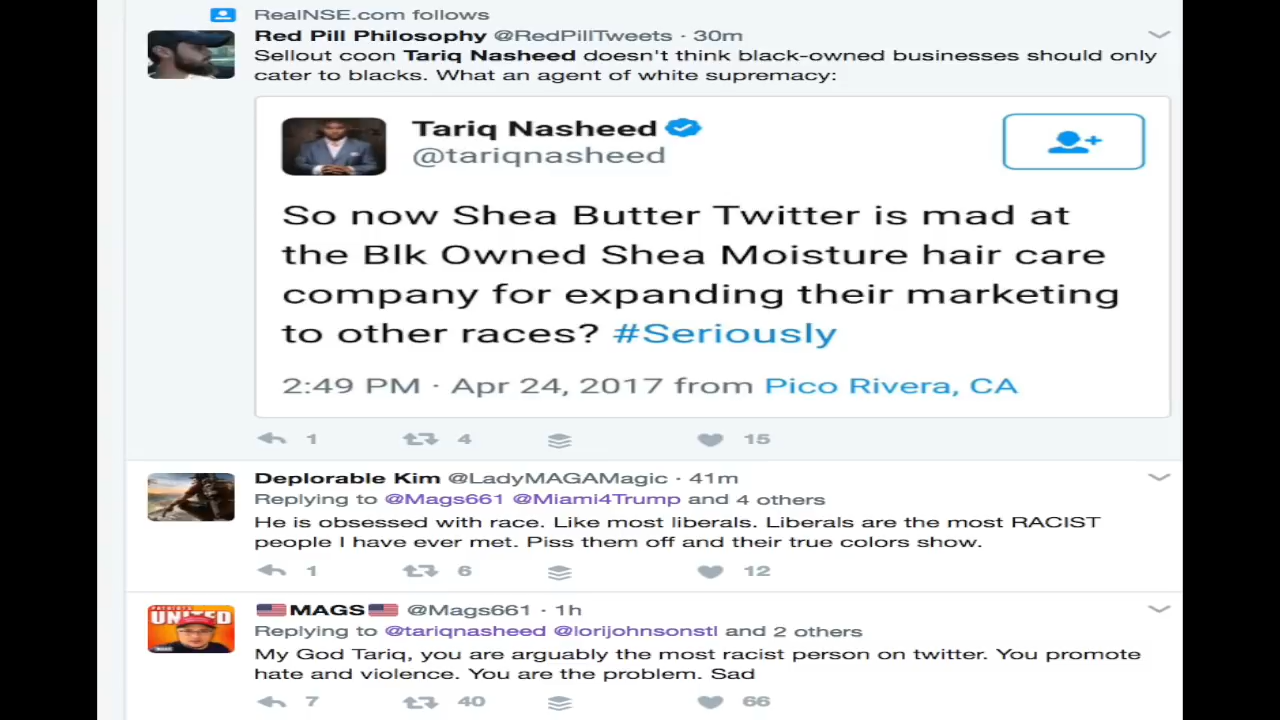 RealNSE.com follows
Red Pill Philosophy @RedPillTweets · 30m
Sellout coon Tariq Nasheed doesn't think black-owned businesses should only
cater to blacks. What an agent of white supremacy:
Tariq Nasheed
@tariqnasheed
So now Shea Butter Twitter is mad at
the Blk Owned Shea Moisture hair care
company for expanding their marketing
to other races? #Seriously
2:49 PM · Apr 24, 2017 from Pico Rivera, CA
1 4 15
Deplorable Kim @LadyMAGAMagic · 41m
Replying to @Mags661 @Miami4Trump and 4 others
He is obsessed with race. Like most liberals. Liberals are the most RACIST
people I have ever met. Piss them off and their true colors show.
1 6 12
MAGS @Mags661 · 1h
PATRIOTS
UNITED
Replying to @tariqnasheed @lorijohnsonstl and 2 others
My God Tariq, you are arguably the most racist person on twitter. You promote
hate and violence. You are the problem. Sad
7 40 66